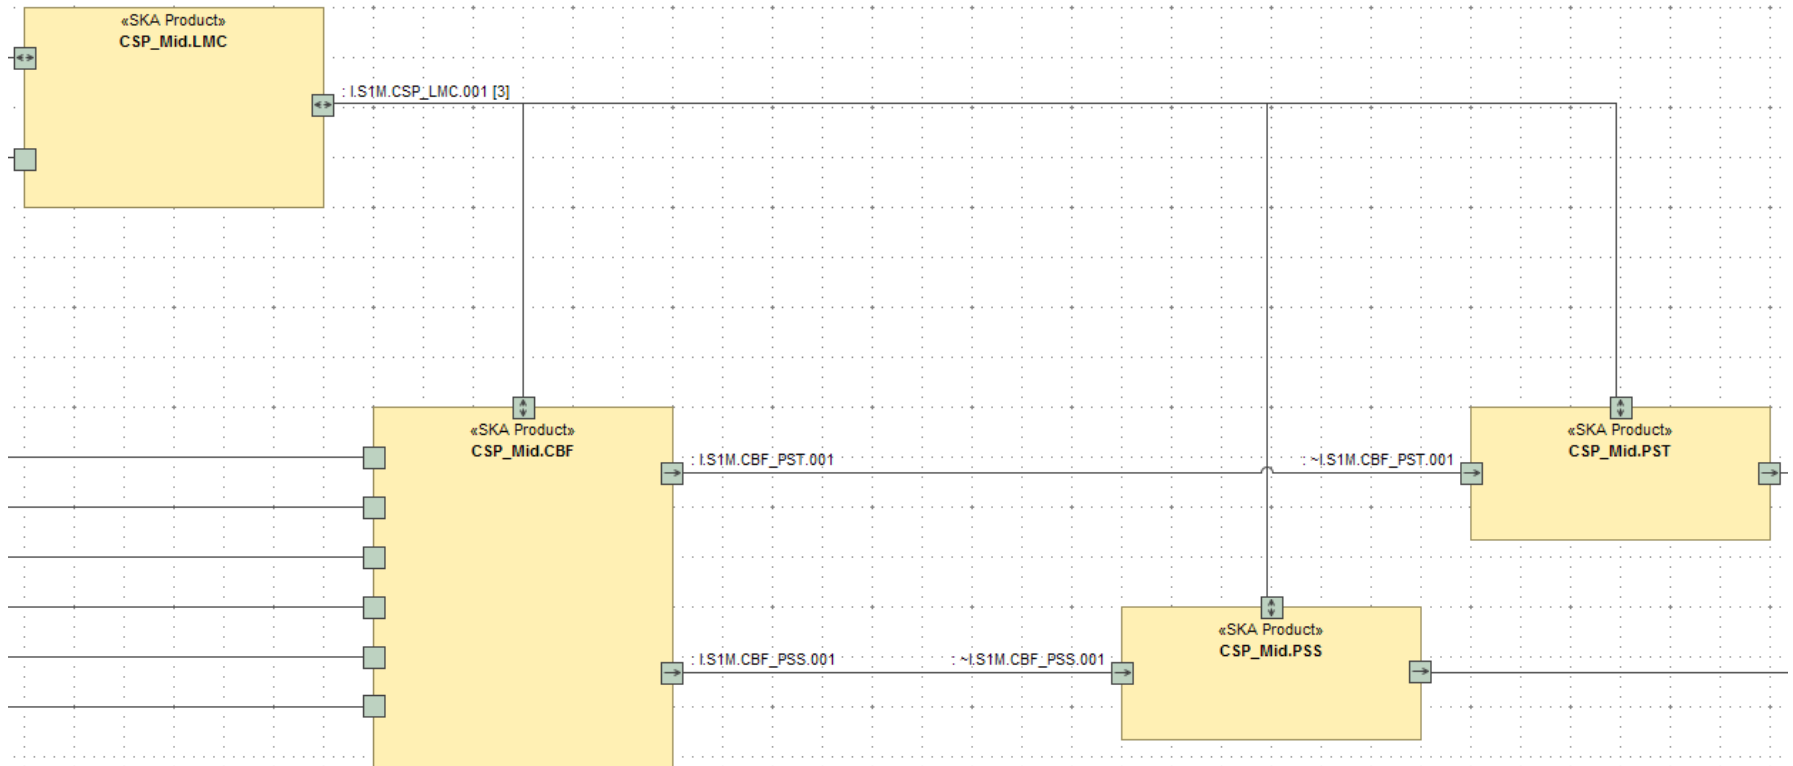 «SKA Product»
CSP_Mid.LMC
: I.S1M.CSP_LMC.001 [3]
«SKA Product»
CSP_Mid.CBF
«SKA Product»
CSP_Mid.PST
: I.S1M.CBF_PST.001
: ~I.S1M.CBF_PST.001
«SKA Product»
CSP_Mid.PSS
: I.S1M.CBF_PSS.001
: ~I.S1M.CBF_PSS.001